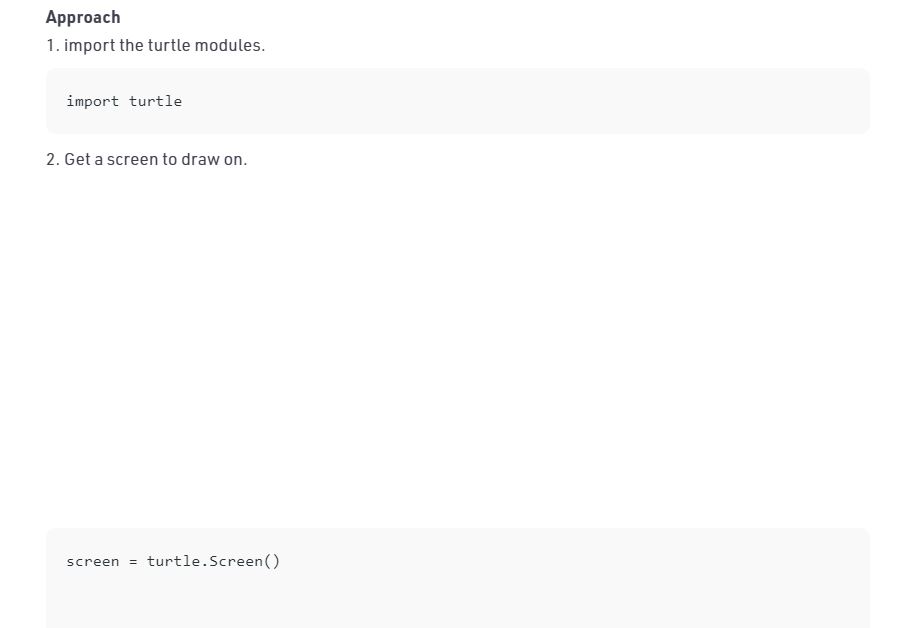 Approach
1. import the turtle modules.
import turtle
2. Get a screen to draw on.
screen = turtle.Screen()